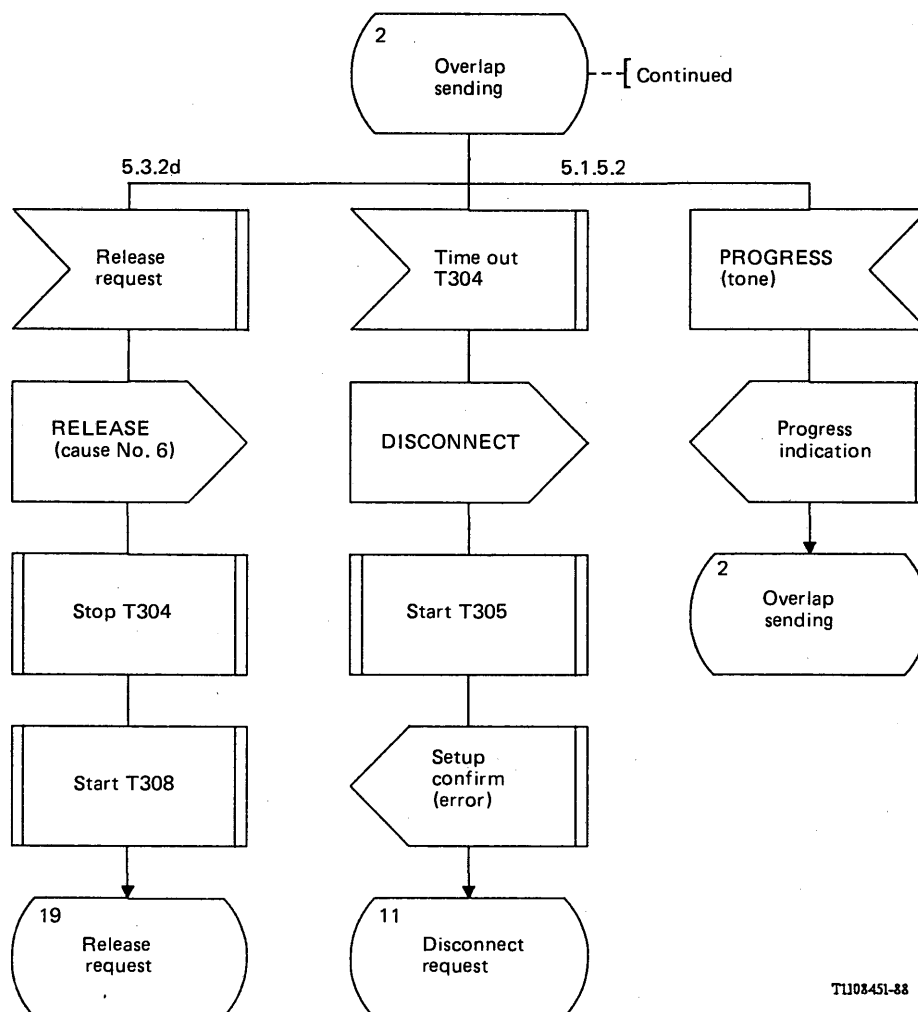 2
Overlap
sending
Continued
5.3.2d
5.1.5.2
Release
request
Time out
T304
PROGRESS
(tone)
RELEASE
(cause No. 6)
DISCONNECT
Progress
indication
Stop T304
Start T305
2
Overlap
sending
Start T308
Setup
confirm
(error)
19
Release
request
11
Disconnect
request
T1108451-88